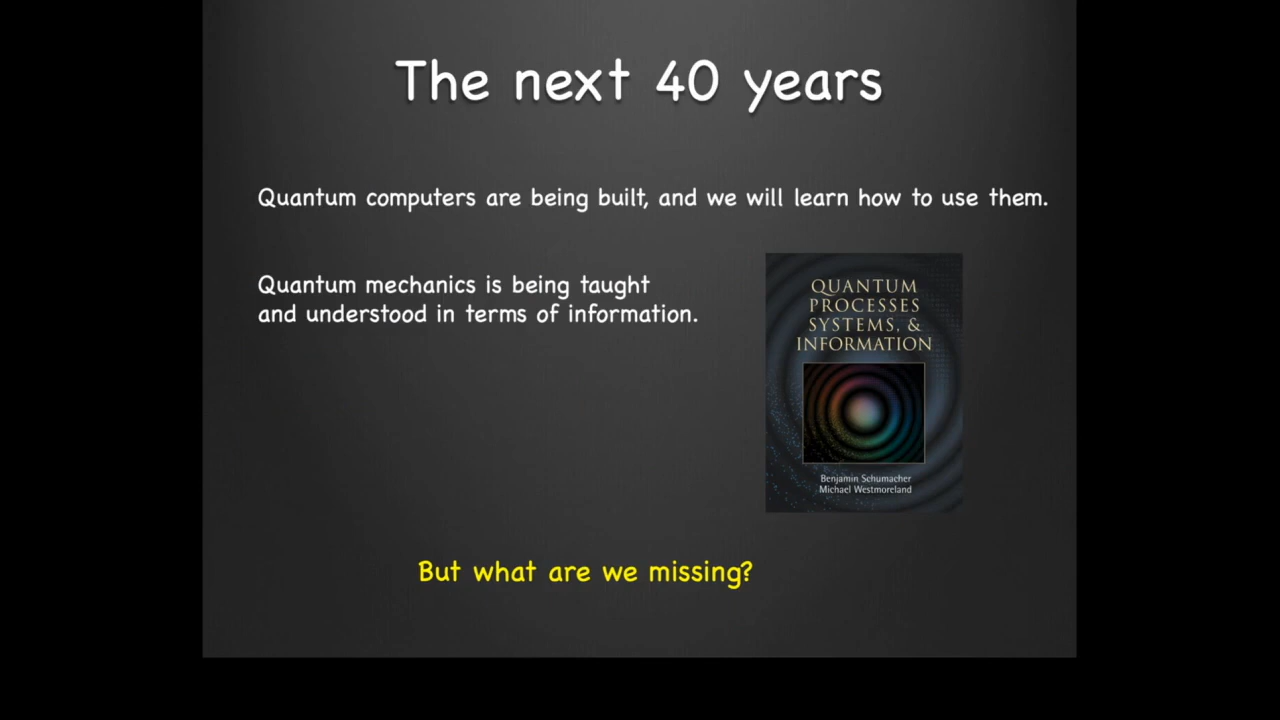 The next 40 years
Quantum computers are being built, and we will learn how to use them.
Quantum mechanics is being taught
and understood in terms of information.
QUANTUM
PROCESSES
SYSTEMS, &
INFORMATION
Benjamin Schumacher
Michael Westmoreland
But what are we missing?